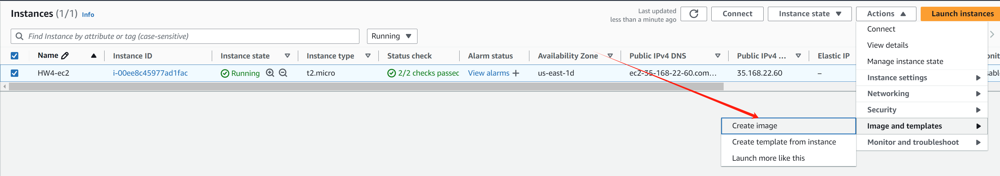 Instances (1/1) Info
Last updated
less than a minute ago
Connect
Instance state
Actions
Launch instances
Find Instance by attribute or tag (case-sensitive)
Running
Name Instance ID Instance state Instance type Status check Alarm status Availability Zone Public IPv4 DNS Public IPv4 ... Elastic IP
HW4-ec2 i-00ee8c45977ad1fac Running t2.micro 2/2 checks passec View alarms + us-east-1d ec2-35-168-22-60.com... 35.168.22.60 –
Connect
View details
Manage instance state
Instance settings
Networking
Security
Image and templates
Monitor and troubleshoot
Create image
Create template from instance
Launch more like this